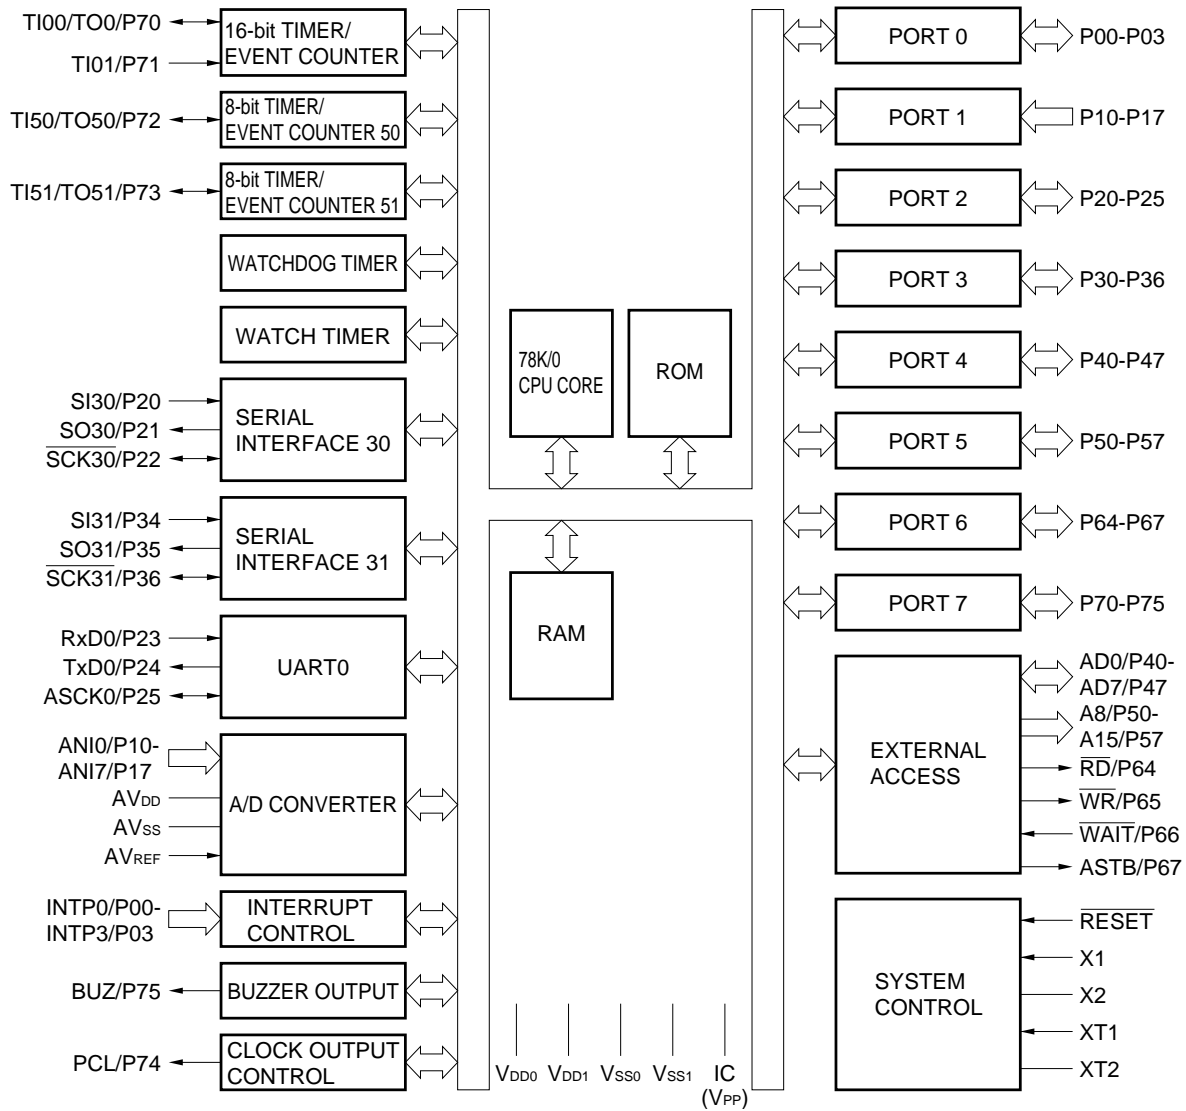 TI00/TO0/P70
TI01/P71
16-bit TIMER/
EVENT COUNTER
TI50/TO50/P72
8-bit TIMER/
EVENT COUNTER 50
TI51/TO51/P73
8-bit TIMER/
EVENT COUNTER 51
WATCHDOG TIMER
WATCH TIMER
SI30/P20
SO30/P21
S̅C̅K̅3̅0̅/P22
SERIAL
INTERFACE 30
SI31/P34
SO31/P35
S̅C̅K̅3̅1̅/P36
SERIAL
INTERFACE 31
RxD0/P23
TxD0/P24
ASCK0/P25
UART0
ANI0/P10-
ANI7/P17
AVDD
AVSS
AVREF
A/D CONVERTER
INTP0/P00-
INTP3/P03
INTERRUPT
CONTROL
BUZ/P75
BUZZER OUTPUT
PCL/P74
CLOCK OUTPUT
CONTROL
78K/0
CPU CORE
ROM
RAM
VDD0 VDD1 VSS0 VSS1 IC
(VPP)
PORT 0
P00-P03
PORT 1
P10-P17
PORT 2
P20-P25
PORT 3
P30-P36
PORT 4
P40-P47
PORT 5
P50-P57
PORT 6
P64-P67
PORT 7
P70-P75
EXTERNAL
ACCESS
AD0/P40-
AD7/P47
A8/P50-
A15/P57
R̅D̅/P64
W̅R̅/P65
W̅A̅I̅T̅/P66
ASTB/P67
SYSTEM
CONTROL
R̅E̅S̅E̅T̅
X1
X2
XT1
XT2